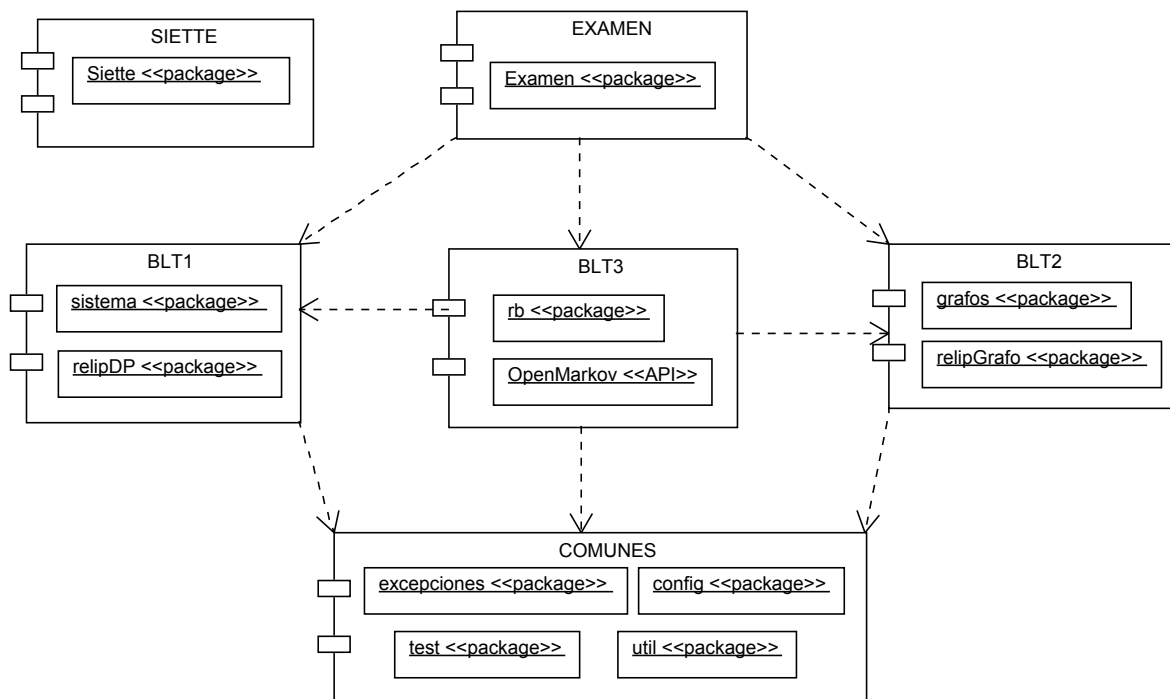 SIETTE
Siette <<package>>
EXAMEN
Examen <<package>>
BLT1
sistema <<package>>
relipDP <<package>>
BLT3
rb <<package>>
OpenMarkov <<API>>
BLT2
grafos <<package>>
relipGrafo <<package>>
COMUNES
excepciones <<package>>
config <<package>>
test <<package>>
util <<package>>